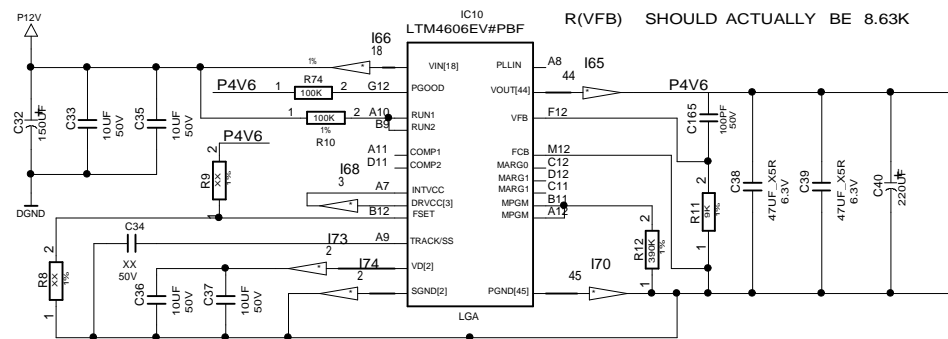 P12V
IC10
LTM4606EV#PBF
R(VFB) SHOULD ACTUALLY BE 8.63K
I66
18
1%
VIN[18]
PLLIN
A8
I65
44
P4V6
R74
1 100K 2
G12
PGOOD
VOUT[44]
P4V6
C32
150UF
C33
10UF
50V
C35
10UF
50V
1 100K 2
1%
R10
A10
B9
RUN1
RUN2
VFB
F12
C165
100PF
50V
P4V6
A11
D11
COMP1
COMP2
FCB
M12
MARG0
C12
MARG1
D12
MARG1
C11
2
R9
XX
1%
1
I68
3
A7
INTVCC
DRVCC[3]
B12
FSET
MPGM
B11
MPGM
A12
2
R11
9K
1%
1
C38
47UF_X5R
6.3V
C39
47UF_X5R
6.3V
C40
220UF
DGND
C34
XX
50V
A9
TRACK/SS
2
R12
390K
1%
1
2
R8
XX
1%
1
I73
2
VD[2]
I74
2
SGND[2]
PGND[45]
45
I70
C36
10UF
50V
C37
10UF
50V
LGA